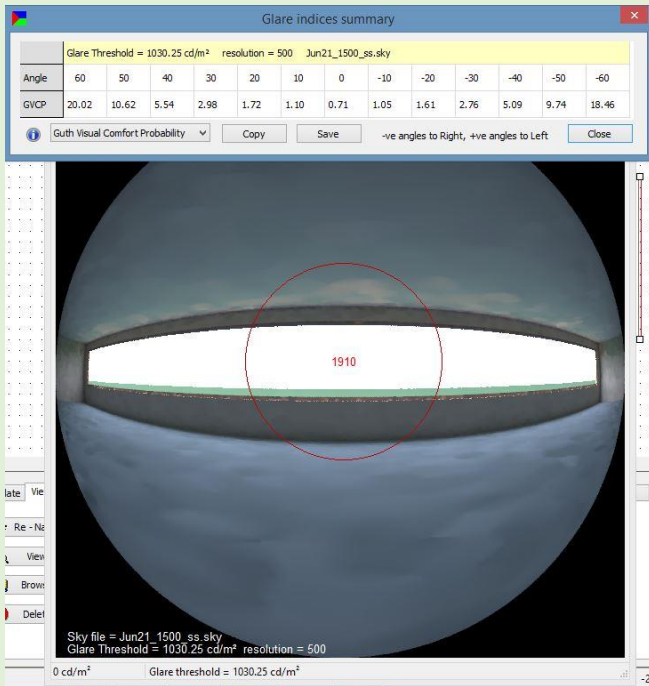 Glare indices summary
Glare Threshold = 1030.25 cd/m² resolution = 500 Jun21_1500_ss.sky
Angle 60 50 40 30 20 10 0 -10 -20 -30 -40 -50 -60
GVCP 20.02 10.62 5.54 2.98 1.72 1.10 0.71 1.05 1.61 2.76 5.09 9.74 18.46
Guth Visual Comfort Probability Copy Save -ve angles to Right, +ve angles to Left Close
1910
late Vie
Re - Na
View
Brows
Delet
Sky file = Jun21_1500_ss.sky
Glare Threshold = 1030.25 cd/m² resolution = 500
0 cd/m² Glare threshold = 1030.25 cd/m²
-2